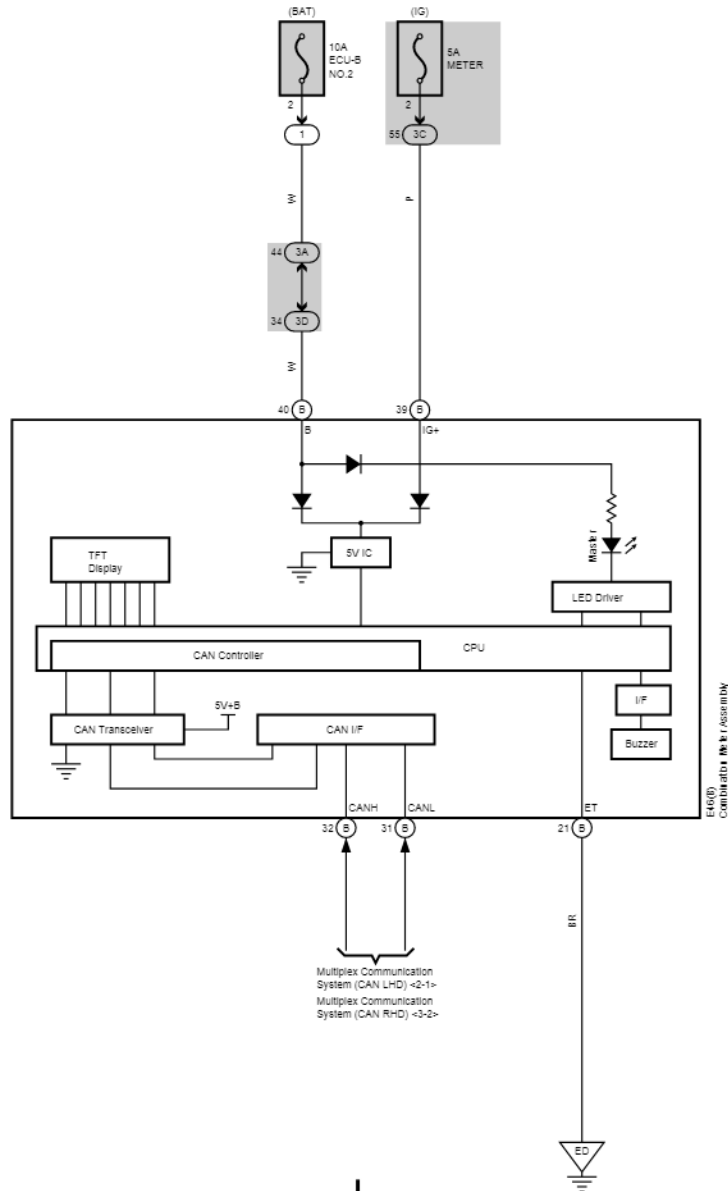 (BAT)
(IG)
10A
ECU-B
NO.2
5A
METER
2
2
1
55
3C
W
P
44
3A
34
3D
W
40
B
39
B
B
IG+
TFT
Display
5V IC
Master
LED Driver
CPU
CAN Controller
5V+B
I/F
CAN Transceiver
CAN I/F
Buzzer
E46(B)
Combination Meter Assembly
CANH
CANL
ET
32
B
31
B
21
B
BR
Multiplex Communication
System (CAN LHD) <2-1>
Multiplex Communication
System (CAN RHD) <3-2>
ED